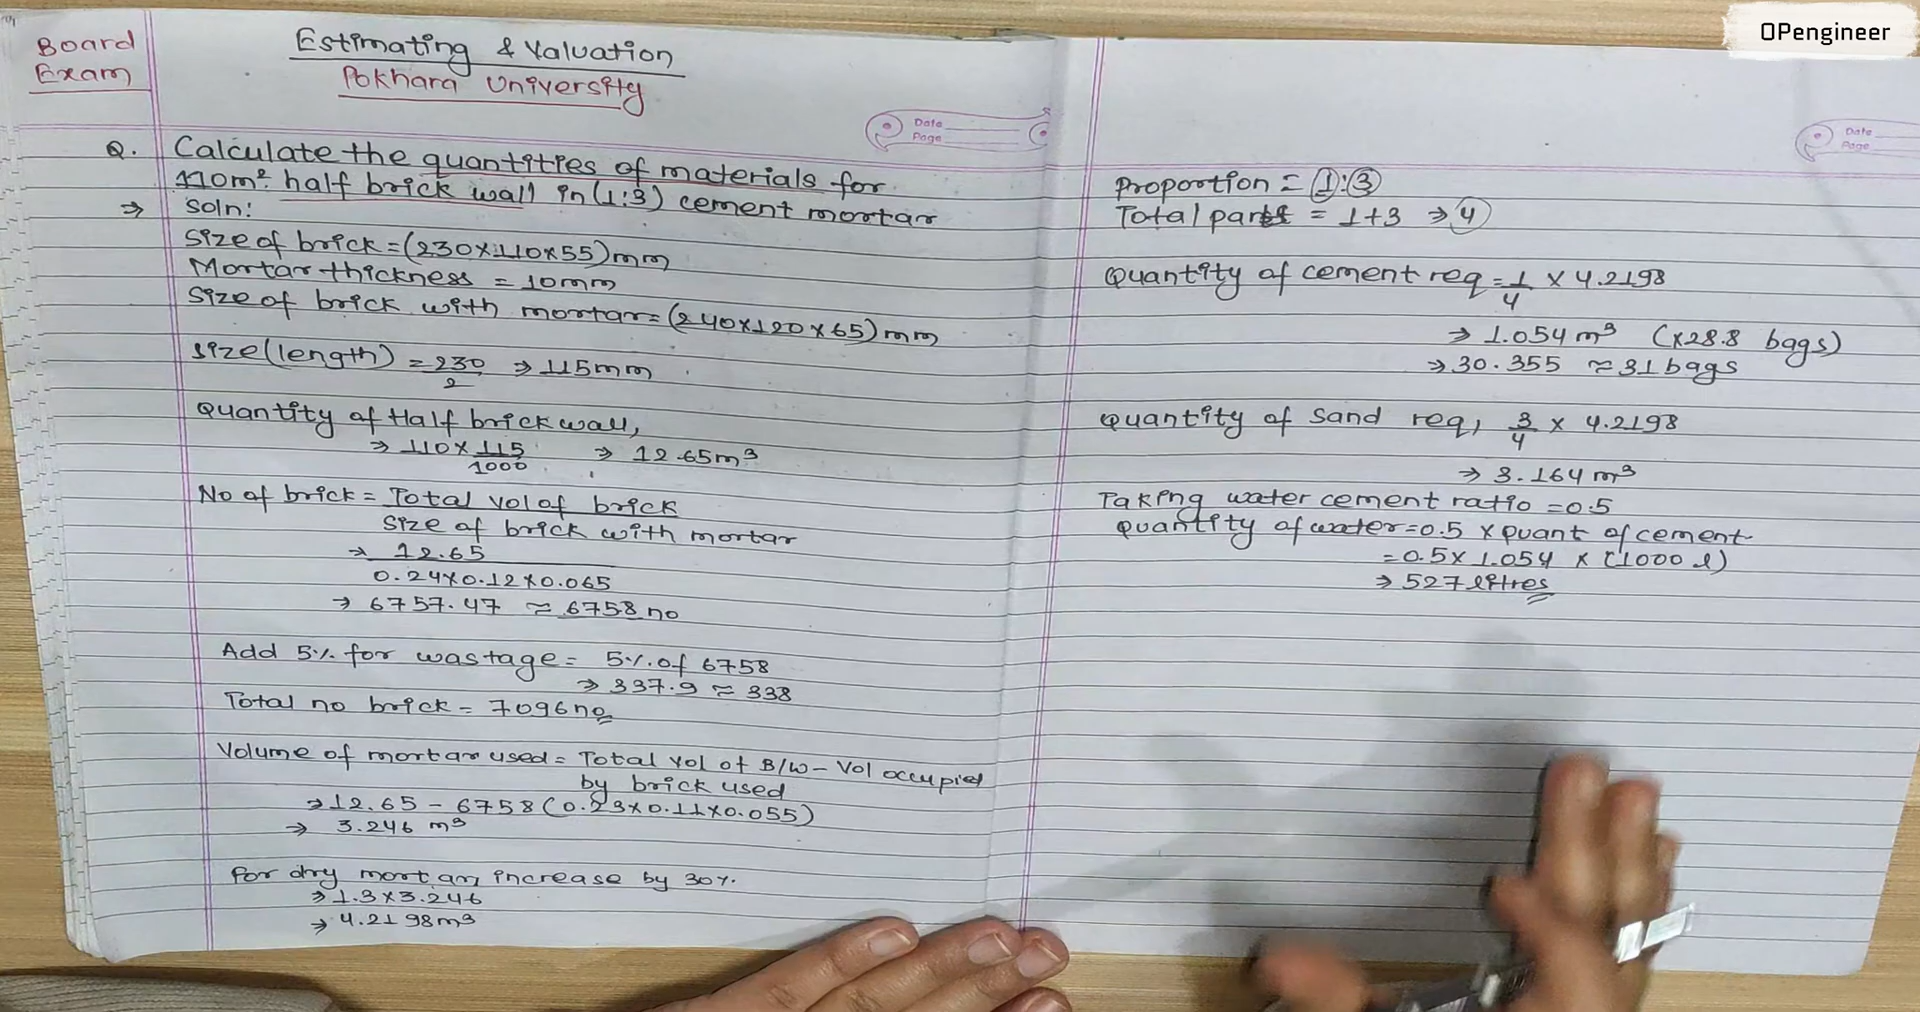 OPengineer
Board
Exam
Estimating & Valuation
Pokhara University
Date
Page
Q. Calculate the quantities of materials for
110m² half brick wall in (1:3) cement mortar
⇒ Soln:
Size of brick = (230×110×55)mm
Mortar thickness = 10mm
Size of brick with mortar = (240×120×65)mm
Size (length) = 230/2 ⇒ 115mm
Quantity of Half brick wall,
⇒ 110 × 115/1000 ⇒ 12.65m³
No of brick = Total vol of brick
Size of brick with mortar
⇒ 12.65
0.24×0.12×0.065
⇒ 6757.47 ≈ 6758 no
Add 5% for wastage = 5% of 6758
⇒ 337.9 ≈ 338
Total no brick = 7096 no
Volume of mortar used = Total vol of B/W - Vol occupied
by brick used
⇒ 12.65 - 6758 (0.23×0.11×0.055)
⇒ 3.246 m³
For dry mortar, increase by 30%.
⇒ 1.3×3.246
⇒ 4.2198m³
Date
Page
Proportion = 1:3
Total parts = 1+3 ⇒ 4
Quantity of cement req = 1/4 × 4.2198
⇒ 1.054 m³ (×28.8 bags)
⇒ 30.355 ≈ 31 bags
Quantity of Sand req, 3/4 × 4.2198
⇒ 3.164 m³
Taking water cement ratio = 0.5
Quantity of water = 0.5 × quant of cement
= 0.5 × 1.054 × (1000 l)
⇒ 527 litres